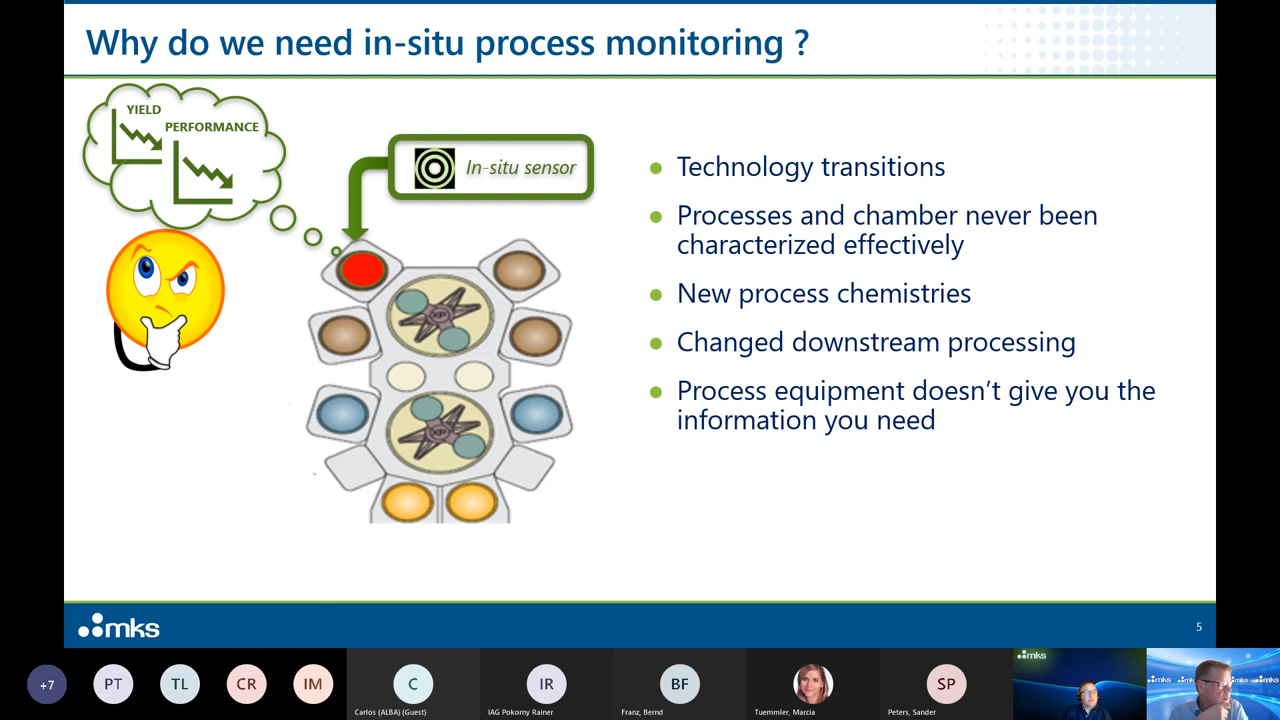 Why do we need in-situ process monitoring ?
YIELD
PERFORMANCE
In-situ sensor
Technology transitions
Processes and chamber never been
characterized effectively
New process chemistries
Changed downstream processing
Process equipment doesn't give you the
information you need
mks
5
+7
PT
TL
CR
IM
C
Carlos (ALBA) (Guest)
IR
IAG Pokorny Rainer
BF
Franz, Bernd
Tuemmler, Marcia
SP
Peters, Sander
mks
mks
mks
mks